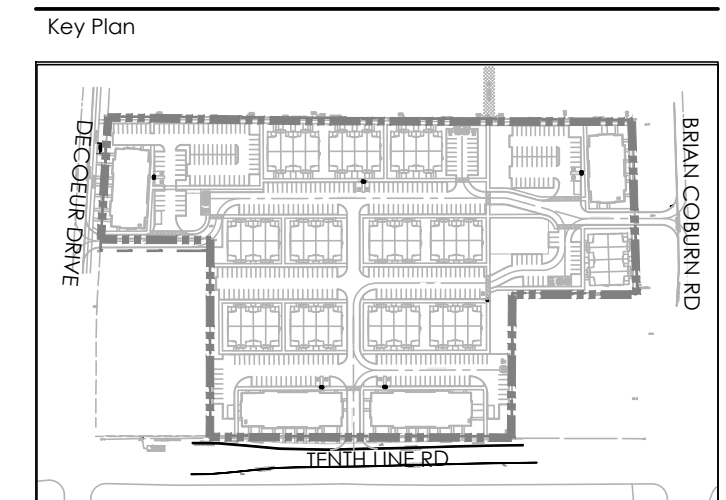 Key Plan
DECOEUR DRIVE
BRIAN COBURN RD
TENTH LINE RD